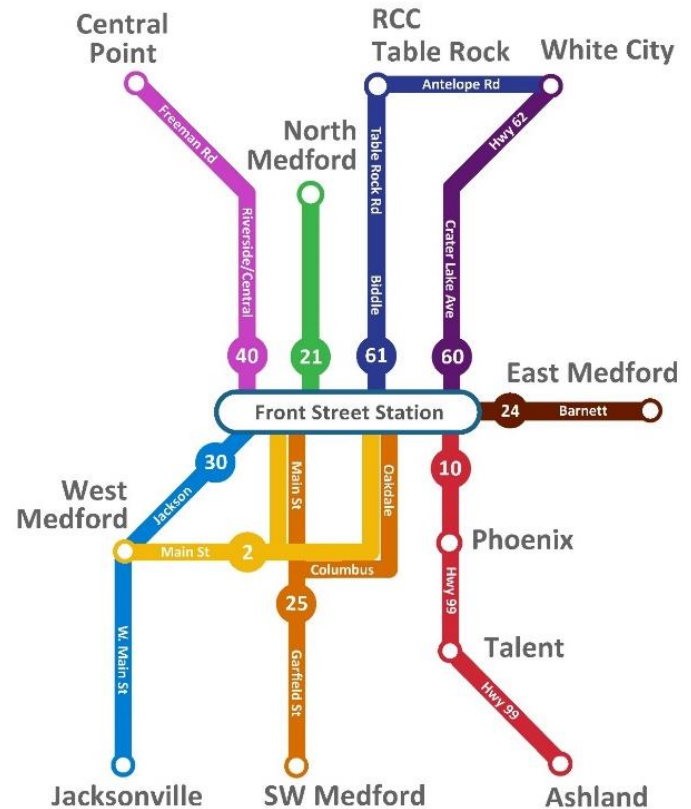 Central
Point
RCC
Table Rock
White City
North
Medford
Antelope Rd
Freeman Rd
Hwy 62
Table Rock Rd
Riverside/Central
Biddle
Crater Lake Ave
40
21
61
60
East Medford
Front Street Station
24
Barnett
30
Jackson
Main St
Oakdale
10
West
Medford
Main St
2
Columbus
Phoenix
25
Hwy 99
W. Main St
Garfield St
Talent
Hwy 99
Jacksonville
SW Medford
Ashland